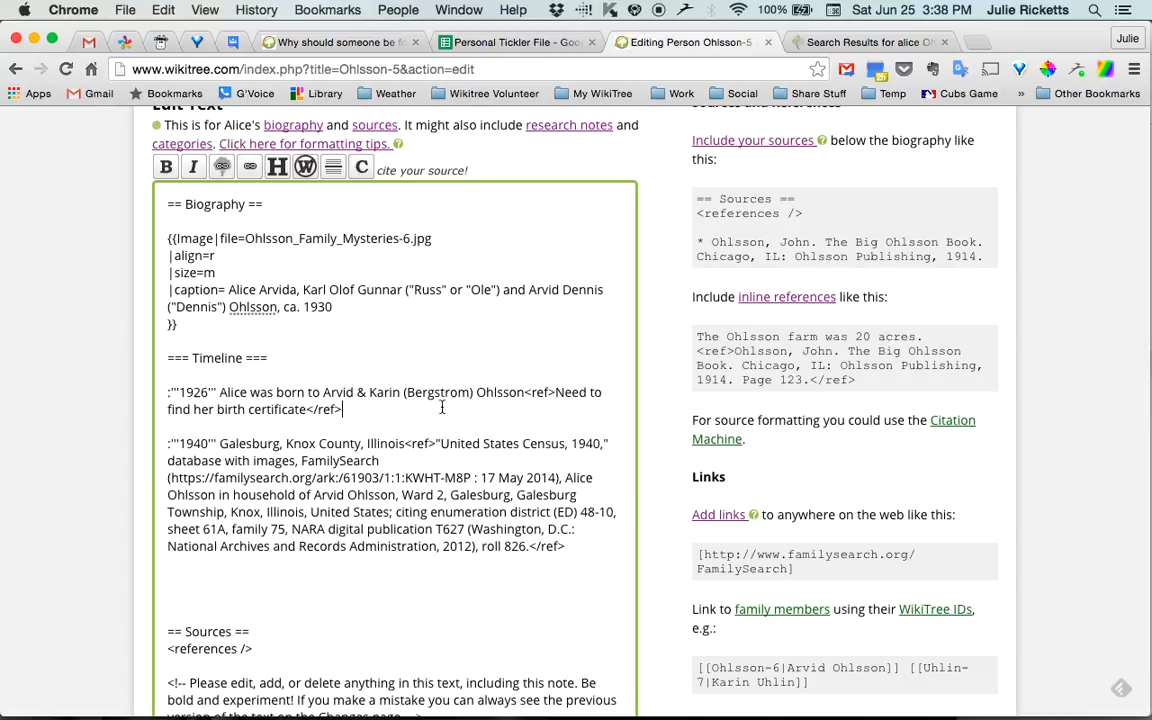 Chrome File Edit View History Bookmarks People Window Help 100% Sat Jun 25 3:38 PM Julie Ricketts
Why should someone be f Personal Tickler File - Goo Editing Person Ohlsson-5 Search Results for alice Oh Julie
www.wikitree.com/index.php?title=Ohlsson-5&action=edit
Apps Gmail Bookmarks G'Voice Library Weather Wikitree Volunteer My WikiTree Work Social Share Stuff Temp Cubs Game » Other Bookmarks
This is for Alice's biography and sources. It might also include research notes and
categories. Click here for formatting tips.
B I H W C cite your source!
== Biography ==
{{Image|file=Ohlsson_Family_Mysteries-6.jpg
|align=r
|size=m
|caption= Alice Arvida, Karl Olof Gunnar ("Russ" or "Ole") and Arvid Dennis
("Dennis") Ohlsson, ca. 1930
}}
=== Timeline ===
:'''1926''' Alice was born to Arvid & Karin (Bergstrom) Ohlsson<ref>Need to
find her birth certificate</ref>
:'''1940''' Galesburg, Knox County, Illinois<ref>"United States Census, 1940,"
database with images, FamilySearch
(https://familysearch.org/ark:/61903/1:1:KWHT-M8P : 17 May 2014), Alice
Ohlsson in household of Arvid Ohlsson, Ward 2, Galesburg, Galesburg
Township, Knox, Illinois, United States; citing enumeration district (ED) 48-10,
sheet 61A, family 75, NARA digital publication T627 (Washington, D.C.:
National Archives and Records Administration, 2012), roll 826.</ref>
== Sources ==
<references />
<!-- Please edit, add, or delete anything in this text, including this note. Be
bold and experiment! If you make a mistake you can always see the previous
version of the text on the Changes page.
Include your sources below the biography like
this:
== Sources ==
<references />
* Ohlsson, John. The Big Ohlsson Book.
Chicago, IL: Ohlsson Publishing, 1914.
Include inline references like this:
The Ohlsson farm was 20 acres.
<ref>Ohlsson, John. The Big Ohlsson
Book. Chicago, IL: Ohlsson Publishing,
1914. Page 123.</ref>
For source formatting you could use the Citation
Machine.
Links
Add links to anywhere on the web like this:
[http://www.familysearch.org/
FamilySearch]
Link to family members using their WikiTree IDs,
e.g.:
[[Ohlsson-6|Arvid Ohlsson]] [[Uhlin-
7|Karin Uhlin]]